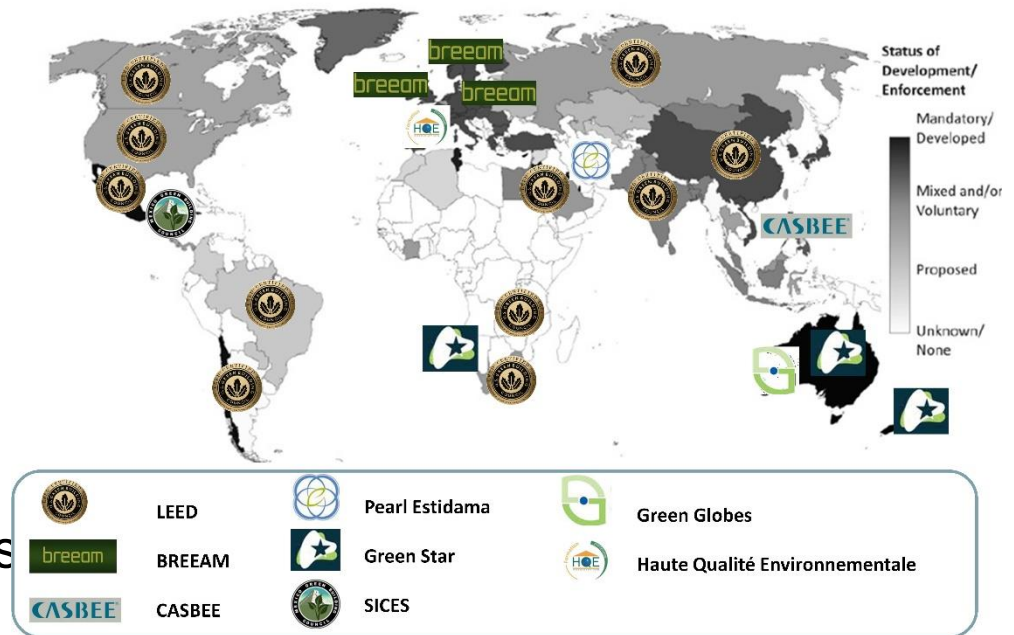 breeam
breeam
breeam
HQE
CASBEE
Status of
Development/
Enforcement
Mandatory/
Developed
Mixed and/or
Voluntary
Proposed
Unknown/
None
LEED
Pearl Estidama
Green Globes
breeam
BREEAM
Green Star
HQE
Haute Qualité Environnementale
S
CASBEE
CASBEE
SICES